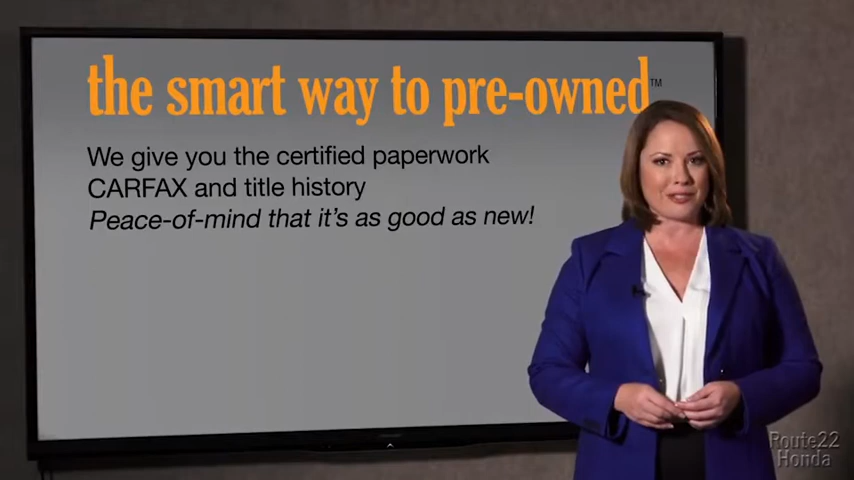 the smart way to pre-owned™
We give you the certified paperwork
CARFAX and title history
Peace-of-mind that it's as good as new!
Route22
Honda